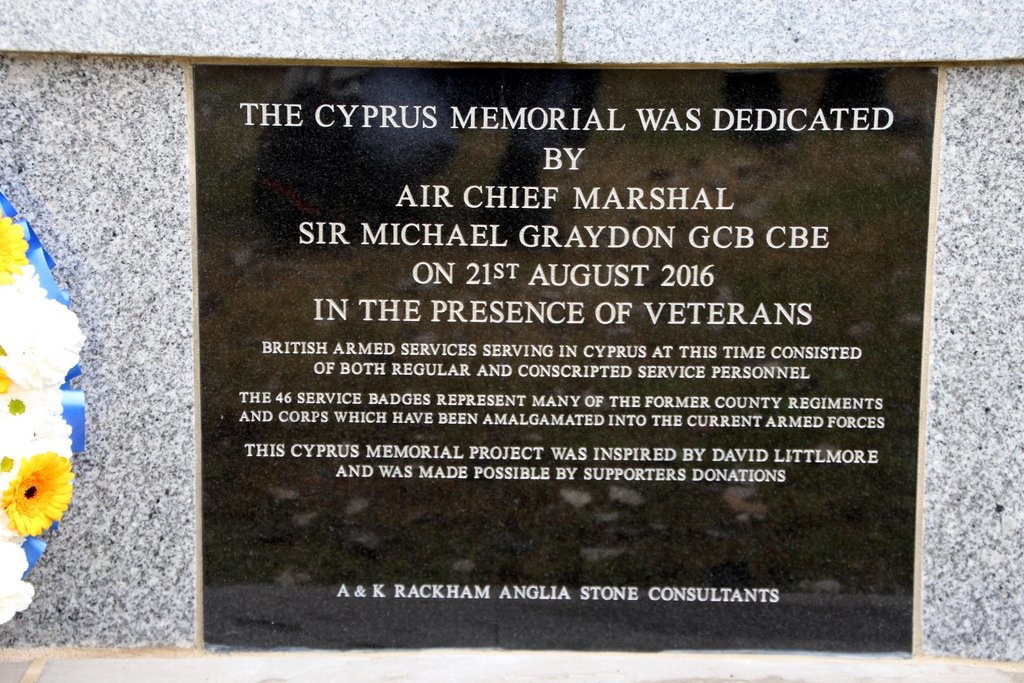 THE CYPRUS MEMORIAL WAS DEDICATED
BY
AIR CHIEF MARSHAL
SIR MICHAEL GRAYDON GCB CBE
ON 21ST AUGUST 2016
IN THE PRESENCE OF VETERANS
BRITISH ARMED SERVICES SERVING IN CYPRUS AT THIS TIME CONSISTED
OF BOTH REGULAR AND CONSCRIPTED SERVICE PERSONNEL
THE 46 SERVICE BADGES REPRESENT MANY OF THE FORMER COUNTY REGIMENTS
AND CORPS WHICH HAVE BEEN AMALGAMATED INTO THE CURRENT ARMED FORCES
THIS CYPRUS MEMORIAL PROJECT WAS INSPIRED BY DAVID LITTLMORE
AND WAS MADE POSSIBLE BY SUPPORTERS DONATIONS
A & K RACKHAM ANGLIA STONE CONSULTANTS